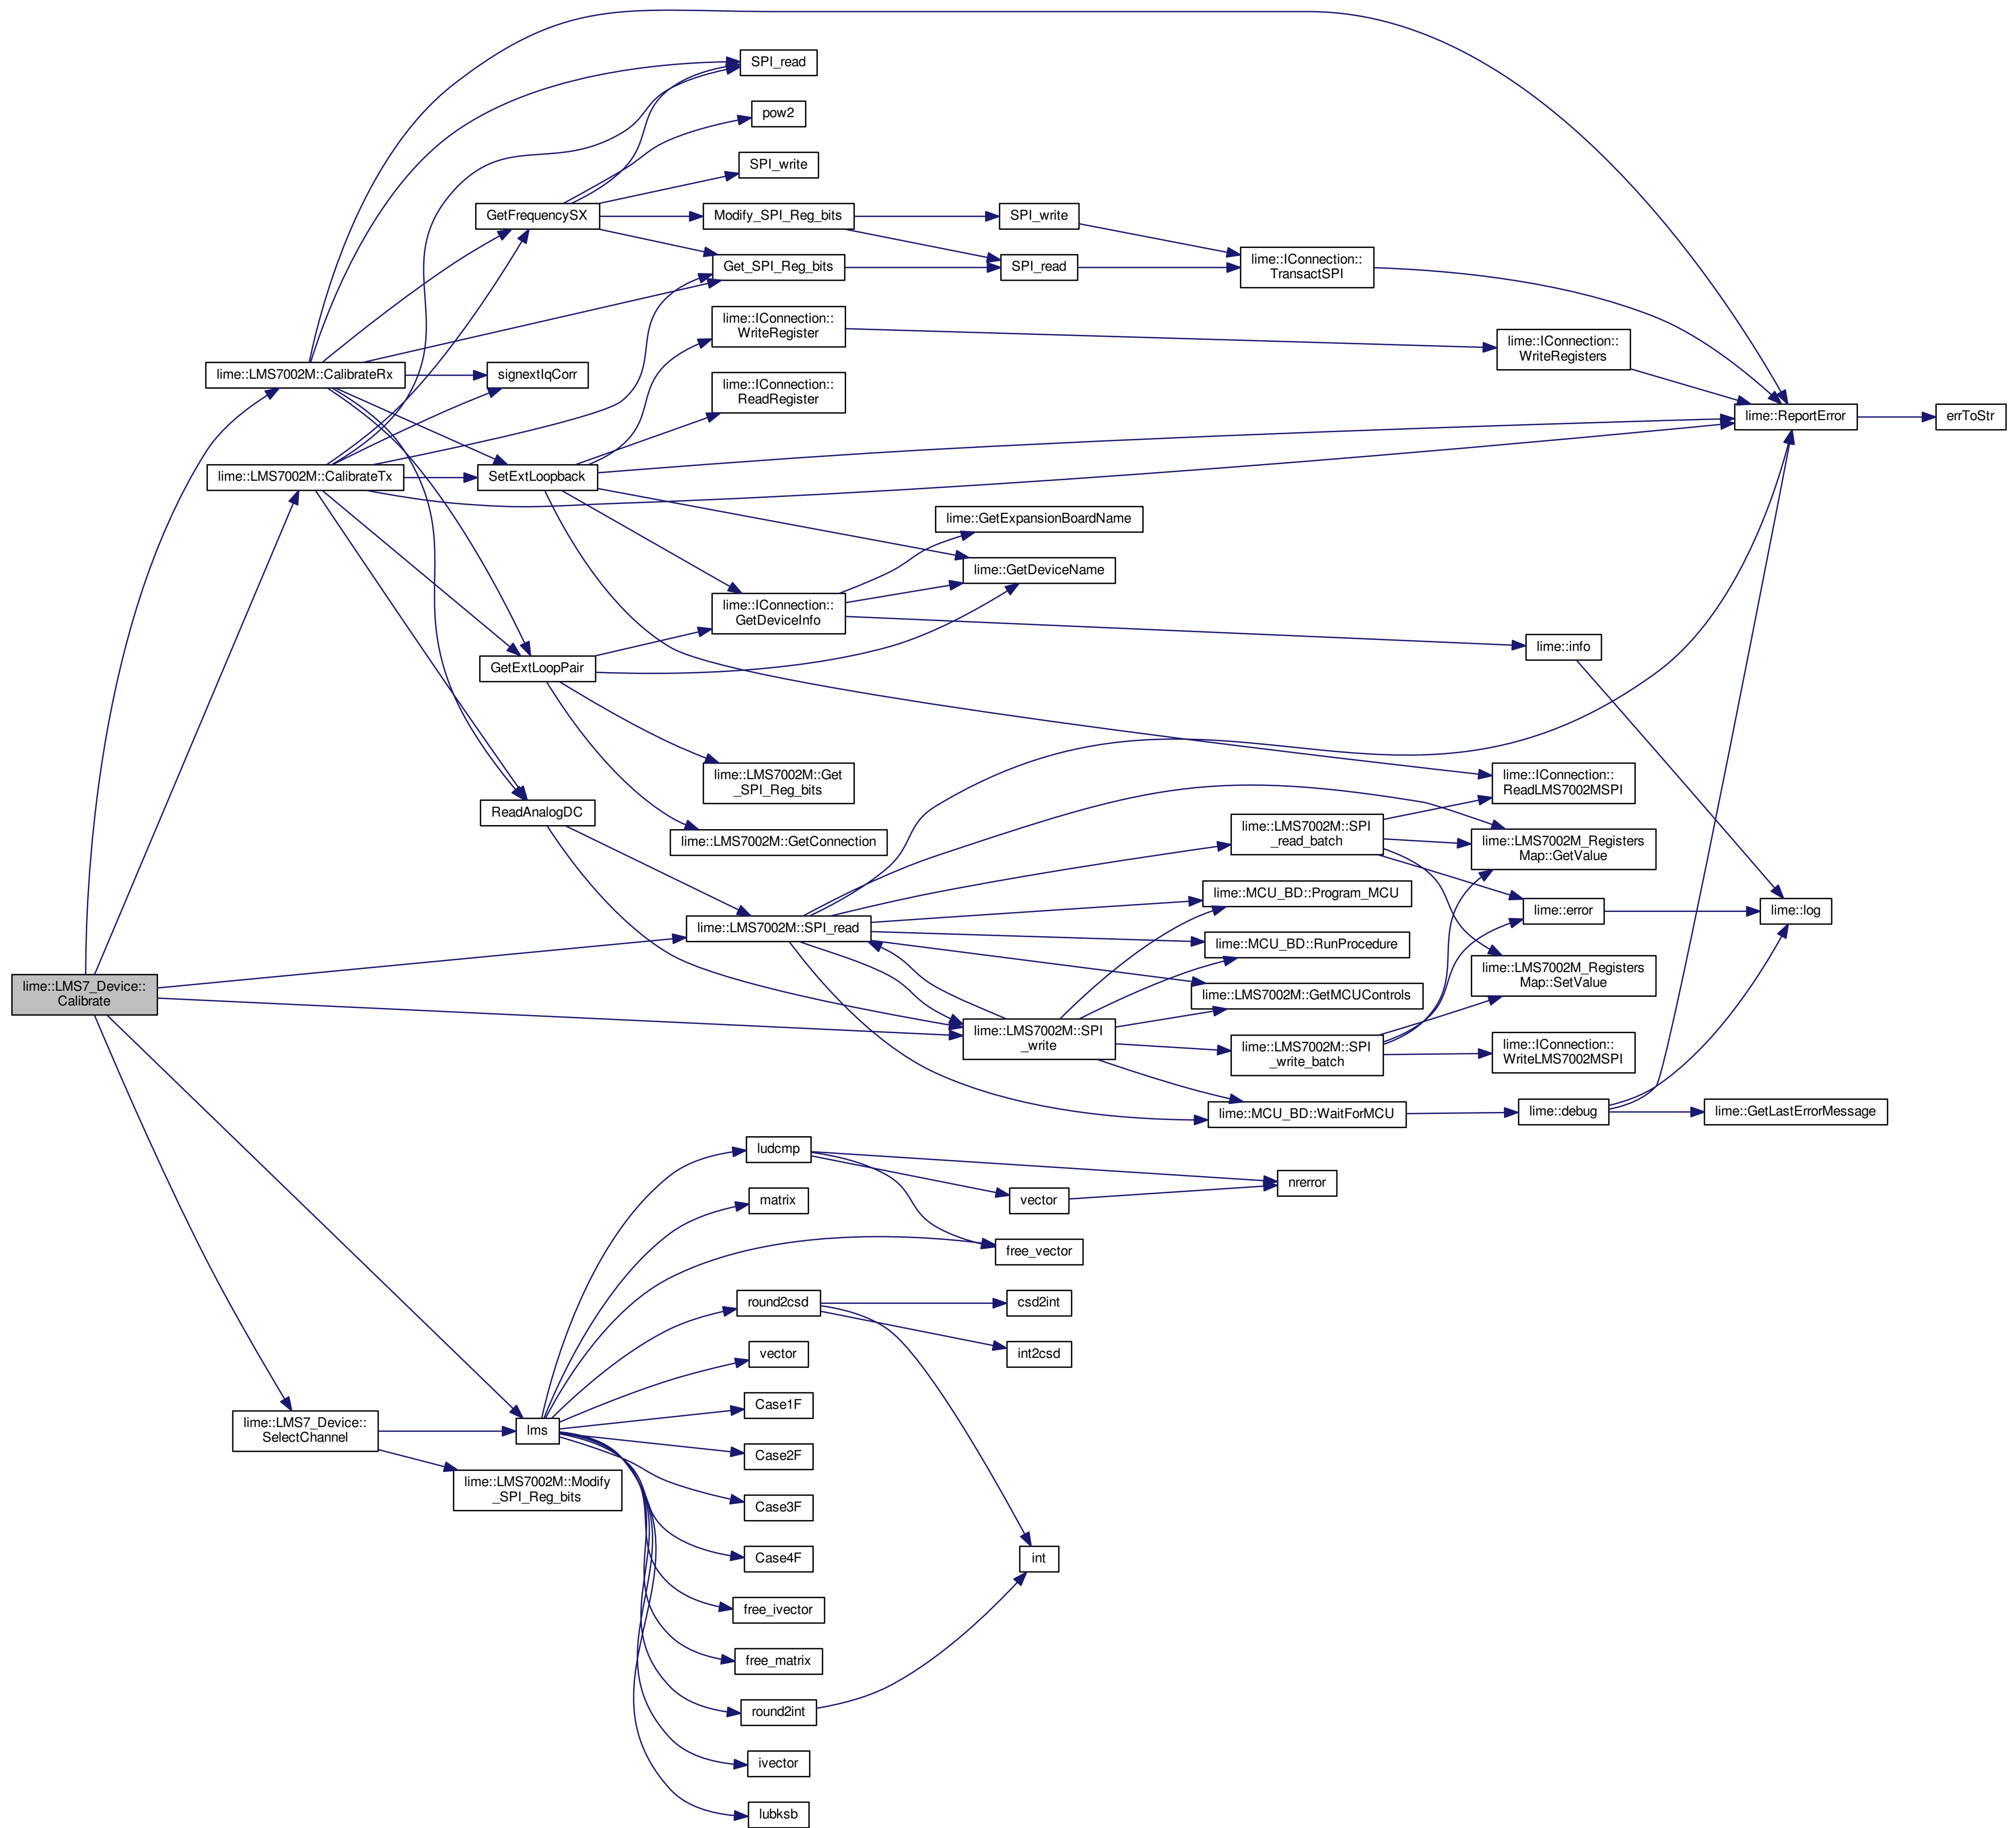 SPI_read
pow2
SPI_write
GetFrequencySX
Modify_SPI_Reg_bits
SPI_write
Get_SPI_Reg_bits
SPI_read
lime::IConnection::
TransactSPI
lime::IConnection::
WriteRegister
lime::IConnection::
WriteRegisters
lime::LMS7002M::CalibrateRx
signextIqCorr
lime::IConnection::
ReadRegister
lime::ReportError
errToStr
lime::LMS7002M::CalibrateTx
SetExtLoopback
lime::GetExpansionBoardName
lime::GetDeviceName
lime::IConnection::
GetDeviceInfo
lime::info
GetExtLoopPair
lime::LMS7002M::Get
_SPI_Reg_bits
lime::IConnection::
ReadLMS7002MSPI
ReadAnalogDC
lime::LMS7002M::GetConnection
lime::LMS7002M::SPI
_read_batch
lime::LMS7002M_Registers
Map::GetValue
lime::MCU_BD::Program_MCU
lime::error
lime::log
lime::LMS7002M::SPI_read
lime::MCU_BD::RunProcedure
lime::LMS7_Device::
Calibrate
lime::LMS7002M::GetMCUControls
lime::LMS7002M_Registers
Map::SetValue
lime::LMS7002M::SPI
_write
lime::LMS7002M::SPI
_write_batch
lime::IConnection::
WriteLMS7002MSPI
lime::MCU_BD::WaitForMCU
lime::debug
lime::GetLastErrorMessage
ludcmp
nrerror
matrix
vector
free_vector
round2csd
csd2int
vector
int2csd
Case1F
lime::LMS7_Device::
SelectChannel
lms
Case2F
lime::LMS7002M::Modify
_SPI_Reg_bits
Case3F
Case4F
int
free_ivector
free_matrix
round2int
ivector
lubksb